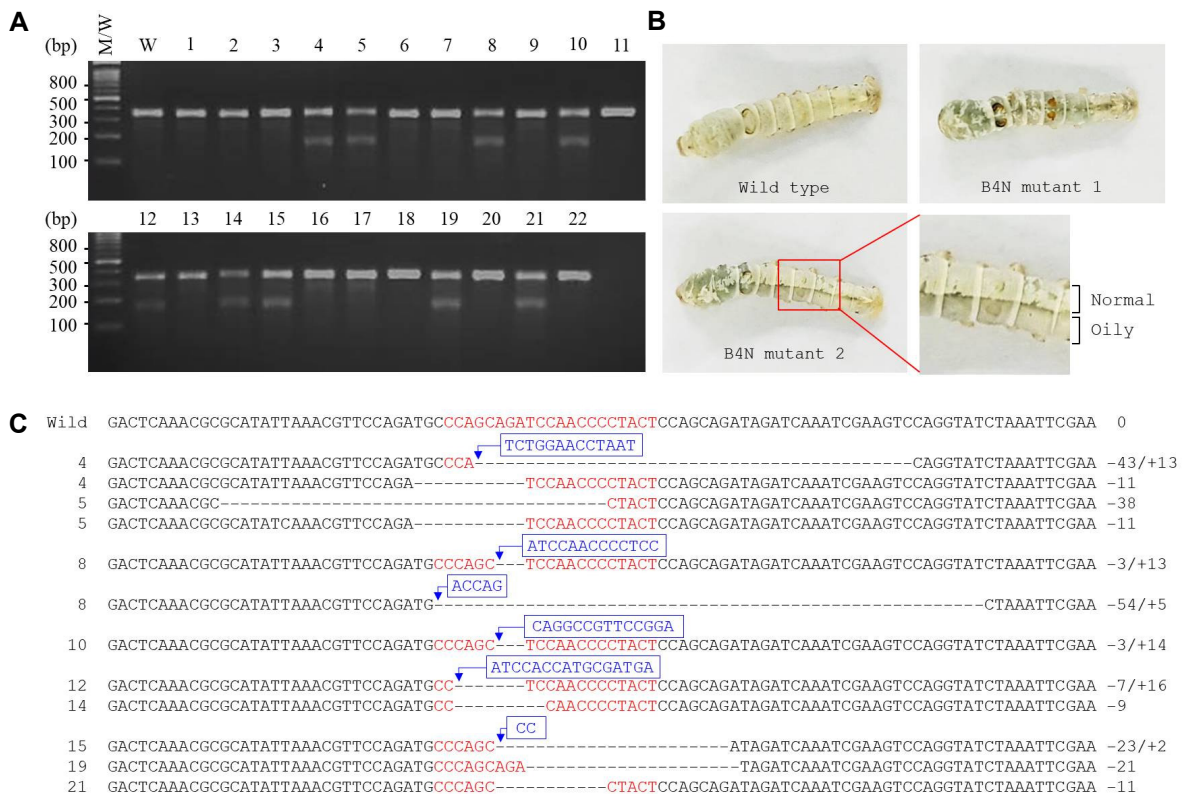 A
B
(bp) M/W W 1 2 3 4 5 6 7 8 9 10 11
800
500
300
200
100
(bp) 12 13 14 15 16 17 18 19 20 21 22
800
500
300
200
100
Wild type
B4N mutant 1
B4N mutant 2
Normal
Oily
C
Wild GACTCAAACGCGCATATTAAACGTTCCAGATGCCCAGCAGATCCAACCCCTACTCCAGCAGATAGATCAAATCGAAGTCCAGGTATCTAAATTCGAA 0
TCTGGAACCTAAT
4 GACTCAAACGCGCATATTAAACGTTCCAGATGCCCA-------------------------------------------CAGGTATCTAAATTCGAA -43/+13
4 GACTCAAACGCGCATATTAAACGTTCCAGA-----------TCCAACCCCTACTCCAGCAGATAGATCAAATCGAAGTCCAGGTATCTAAATTCGAA -11
5 GACTCAAACGC--------------------------------------CTACTCCAGCAGATAGATCAAATCGAAGTCCAGGTATCTAAATTCGAA -38
5 GACTCAAACGCGCATATCAAACGTTCCAGA-----------TCCAACCCCTACTCCAGCAGATAGATCAAATCGAAGTCCAGGTATCTAAATTCGAA -11
ATCCAACCCCTCC
8 GACTCAAACGCGCATATTAAACGTTCCAGATGCCCAGC---TCCAACCCCTACTCCAGCAGATAGATCAAATCGAAGTCCAGGTATCTAAATTCGAA -3/+13
ACCAG
8 GACTCAAACGCGCATATTAAACGTTCCAGATG------------------------------------------------------CTAAATTCGAA -54/+5
CAGGCCGTTCCGGA
10 GACTCAAACGCGCATATTAAACGTTCCAGATGCCCAGC---TCCAACCCCTACTCCAGCAGATAGATCAAATCGAAGTCCAGGTATCTAAATTCGAA -3/+14
ATCCACCATGCGATGA
12 GACTCAAACGCGCATATTAAACGTTCCAGATGCC-------TCCAACCCCTACTCCAGCAGATAGATCAAATCGAAGTCCAGGTATCTAAATTCGAA -7/+16
14 GACTCAAACGCGCATATTAAACGTTCCAGATGCC---------CAACCCCTACTCCAGCAGATAGATCAAATCGAAGTCCAGGTATCTAAATTCGAA -9
CC
15 GACTCAAACGCGCATATTAAACGTTCCAGATGCCCAGC-----------------------ATAGATCAAATCGAAGTCCAGGTATCTAAATTCGAA -23/+2
19 GACTCAAACGCGCATATTAAACGTTCCAGATGCCCAGCAGA---------------------TAGATCAAATCGAAGTCCAGGTATCTAAATTCGAA -21
21 GACTCAAACGCGCATATTAAACGTTCCAGATGCCCAGC-----------CTACTCCAGCAGATAGATCAAATCGAAGTCCAGGTATCTAAATTCGAA -11